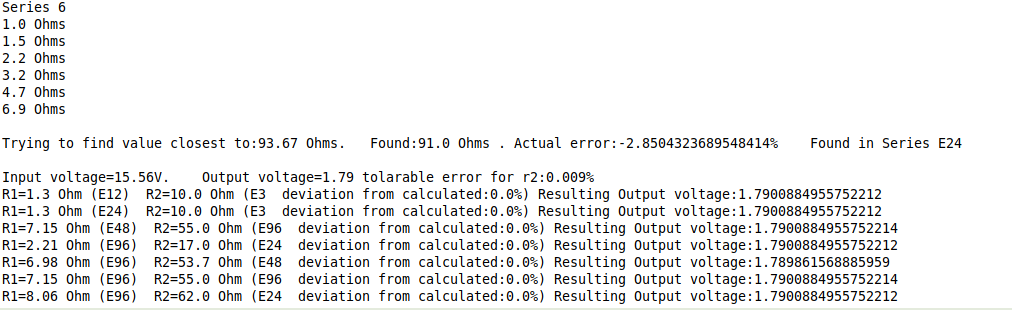 Series 6
1.0 Ohms
1.5 Ohms
2.2 Ohms
3.2 Ohms
4.7 Ohms
6.9 Ohms
Trying to find value closest to:93.67 Ohms.   Found:91.0 Ohms . Actual error:-2.8504323689548414%    Found in Series E24
Input voltage=15.56V.    Output voltage=1.79 tolarable error for r2:0.009%
R1=1.3 Ohm (E12)  R2=10.0 Ohm (E3  deviation from calculated:0.0%) Resulting Output voltage:1.7900884955752212
R1=1.3 Ohm (E24)  R2=10.0 Ohm (E3  deviation from calculated:0.0%) Resulting Output voltage:1.7900884955752212
R1=7.15 Ohm (E48)  R2=55.0 Ohm (E96  deviation from calculated:0.0%) Resulting Output voltage:1.7900884955752214
R1=2.21 Ohm (E96)  R2=17.0 Ohm (E24  deviation from calculated:0.0%) Resulting Output voltage:1.7900884955752212
R1=6.98 Ohm (E96)  R2=53.7 Ohm (E48  deviation from calculated:0.0%) Resulting Output voltage:1.789861568885959
R1=7.15 Ohm (E96)  R2=55.0 Ohm (E96  deviation from calculated:0.0%) Resulting Output voltage:1.7900884955752214
R1=8.06 Ohm (E96)  R2=62.0 Ohm (E24  deviation from calculated:0.0%) Resulting Output voltage:1.7900884955752212